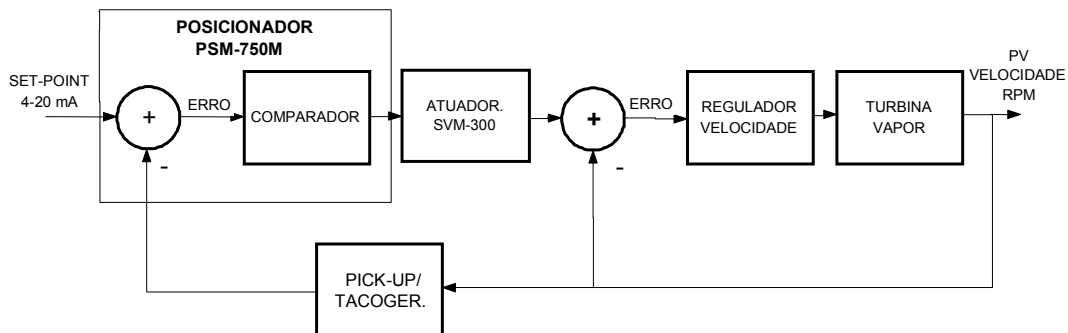 POSICIONADOR
PSM-750M
SET-POINT
4-20 mA
+
-
ERRO
COMPARADOR
ATUADOR.
SVM-300
+
-
ERRO
REGULADOR
VELOCIDADE
TURBINA
VAPOR
PV
VELOCIDADE
RPM
PICK-UP/
TACOGER.